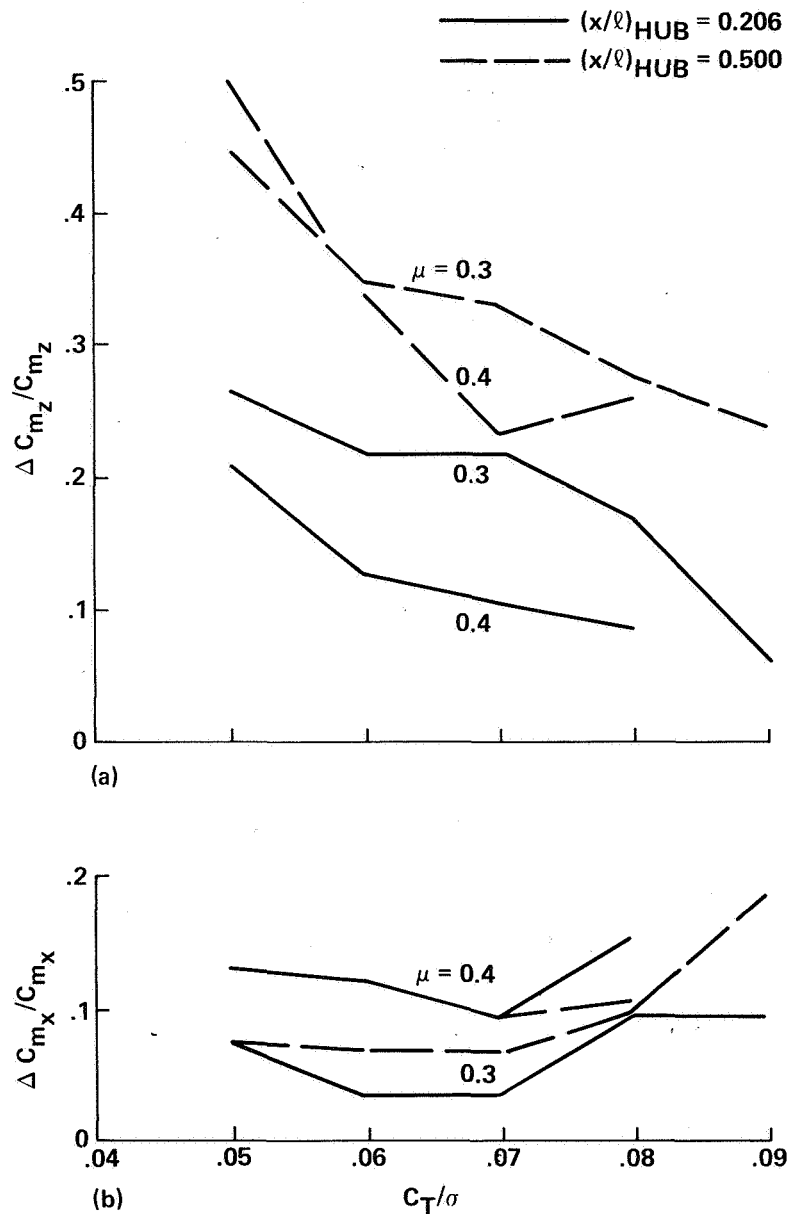 (x/ℓ)HUB = 0.206
(x/ℓ)HUB = 0.500
.5
.4
.3
.2
.1
0
Δ Cmz/Cmz
μ = 0.3
0.4
0.3
0.4
(a)
.2
.1
0
Δ Cmx/Cmx
μ = 0.4
0.3
.04
.05
.06
.07
.08
.09
(b)
CT/σ